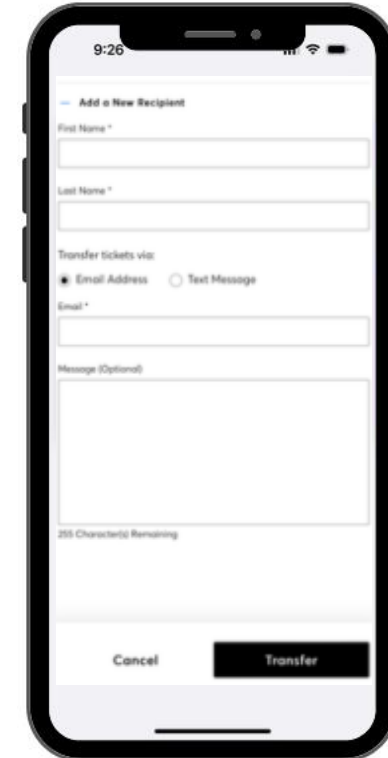 9:26
Add a New Recipient
First Name *
Last Name *
Transfer tickets via:
Email Address Text Message
Email *
Message (Optional)
255 Character(s) Remaining
Cancel Transfer